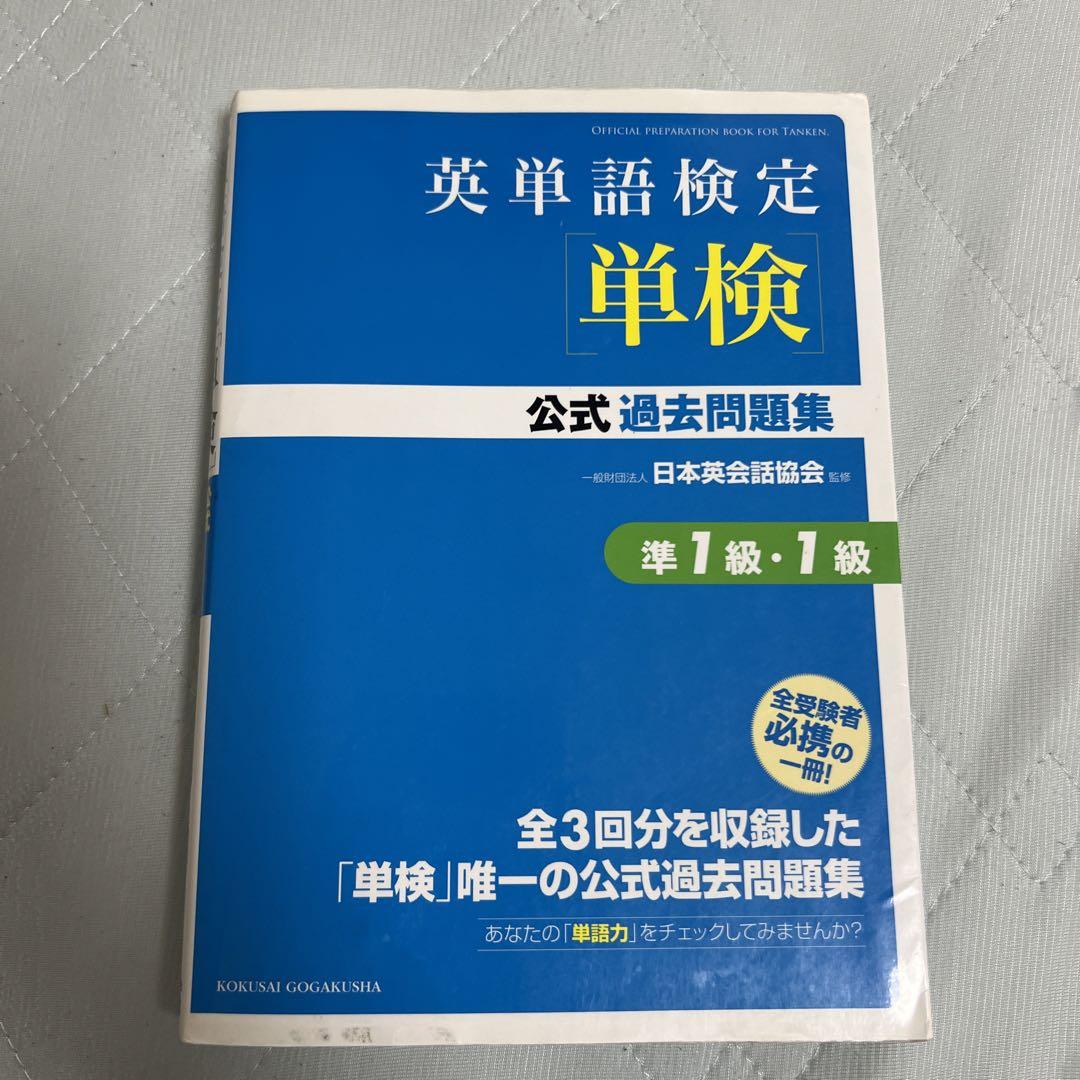 OFFICIAL PREPARATION BOOK FOR TANKEN.
英単語検定
[単検]
公式 過去問題集
一般財団法人 日本英会話協会 監修
準1級・1級
全受験者
必携の
一冊!
全3回分を収録した
「単検」唯一の公式過去問題集
あなたの「単語力」をチェックしてみませんか?
KOKUSAI GOGAKUSHA